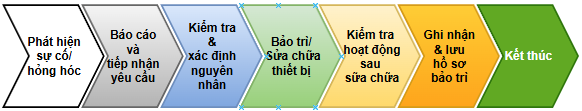 Phát hiện
sự cố/
hỏng hóc
Báo cáo
và
tiếp nhận
yêu cầu
Kiểm tra
&
xác định
nguyên
nhân
Bảo trì/
Sửa chữa
thiết bị
Kiểm tra
hoạt động
sau
sữa chữa
Ghi nhận
& lưu
hồ sơ
bảo trì
Kết thúc